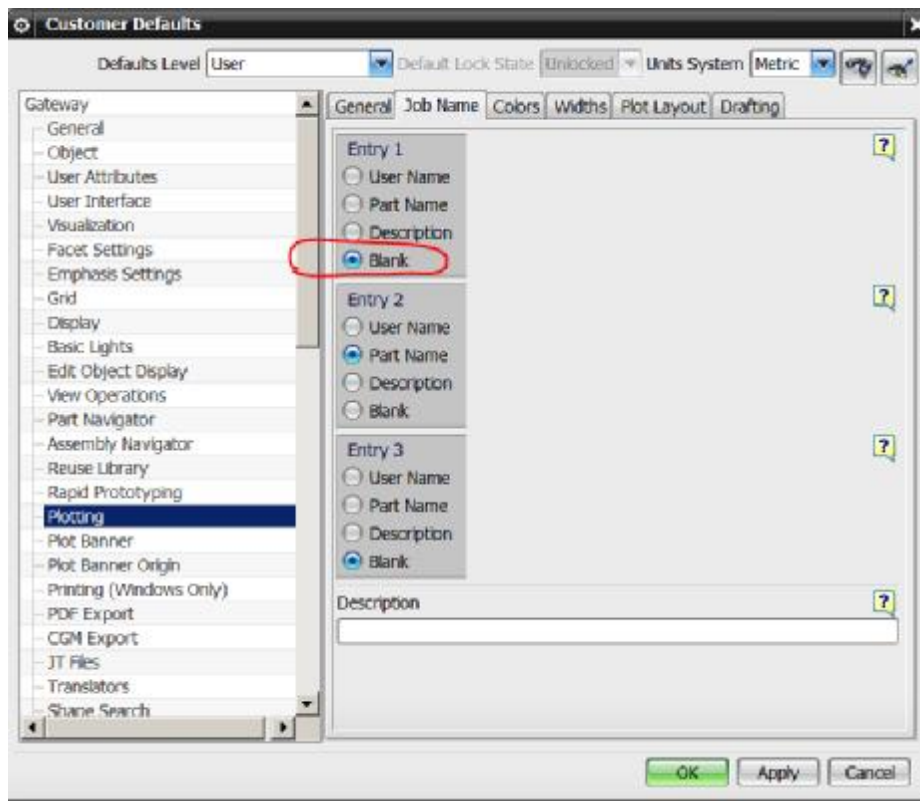 Customer Defaults
Defaults Level User Default Lock State Unlocked Units System Metric
Gateway
General
Object
User Attributes
User Interface
Visualization
Facet Settings
Emphasis Settings
Grid
Display
Basic Lights
Edit Object Display
View Operations
Part Navigator
Assembly Navigator
Reuse Library
Rapid Prototyping
Plotting
Plot Banner
Plot Banner Origin
Printing (Windows Only)
PDF Export
CGM Export
JT Files
Translators
Shape Search
General Job Name Colors Widths Plot Layout Drafting
Entry 1 ?
User Name
Part Name
Description
Blank
Entry 2 ?
User Name
Part Name
Description
Blank
Entry 3 ?
User Name
Part Name
Description
Blank
Description ?
OK Apply Cancel